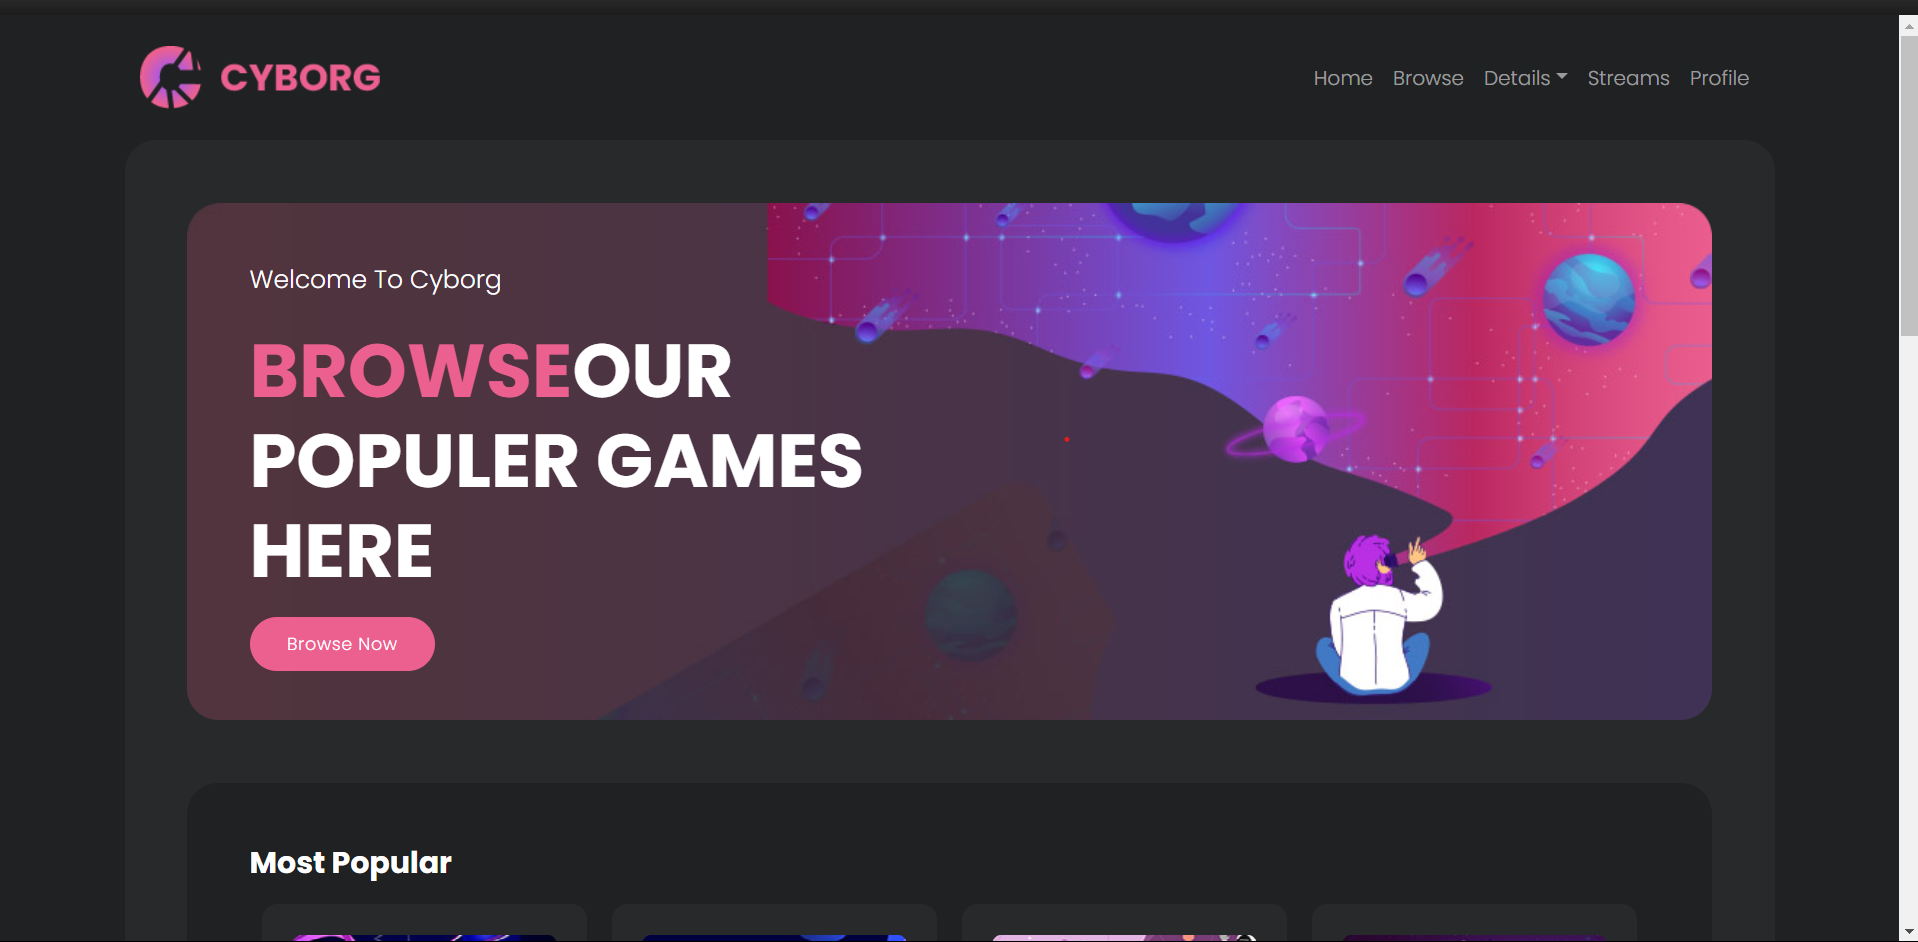 CYBORG
Home Browse Details Streams Profile
Welcome To Cyborg
BROWSEOUR
POPULER GAMES
HERE
Browse Now
Most Popular